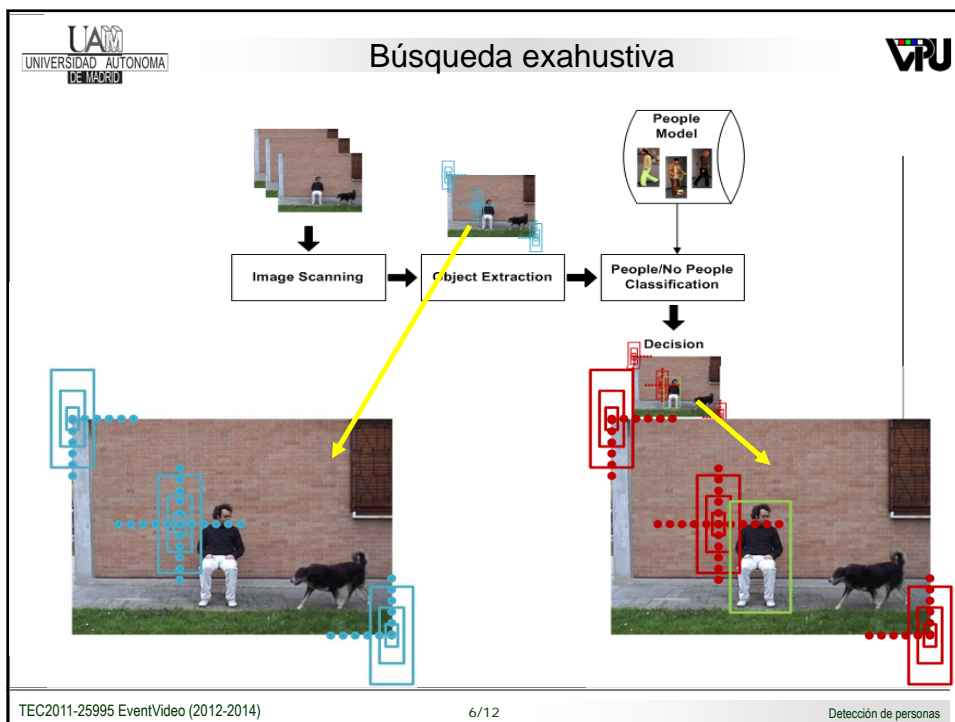 UAM
UNIVERSIDAD AUTONOMA
DE MADRID
Búsqueda exahustiva
VPU
People
Model
Image Scanning
Object Extraction
People/No People
Classification
Decision
TEC2011-25995 EventVideo (2012-2014)
6/12
Detección de personas